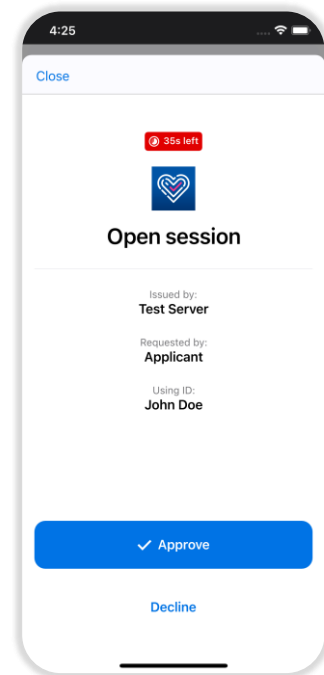 4:25
Close
35s left
Open session
Issued by:
Test Server
Requested by:
Applicant
Using ID:
John Doe
Approve
Decline